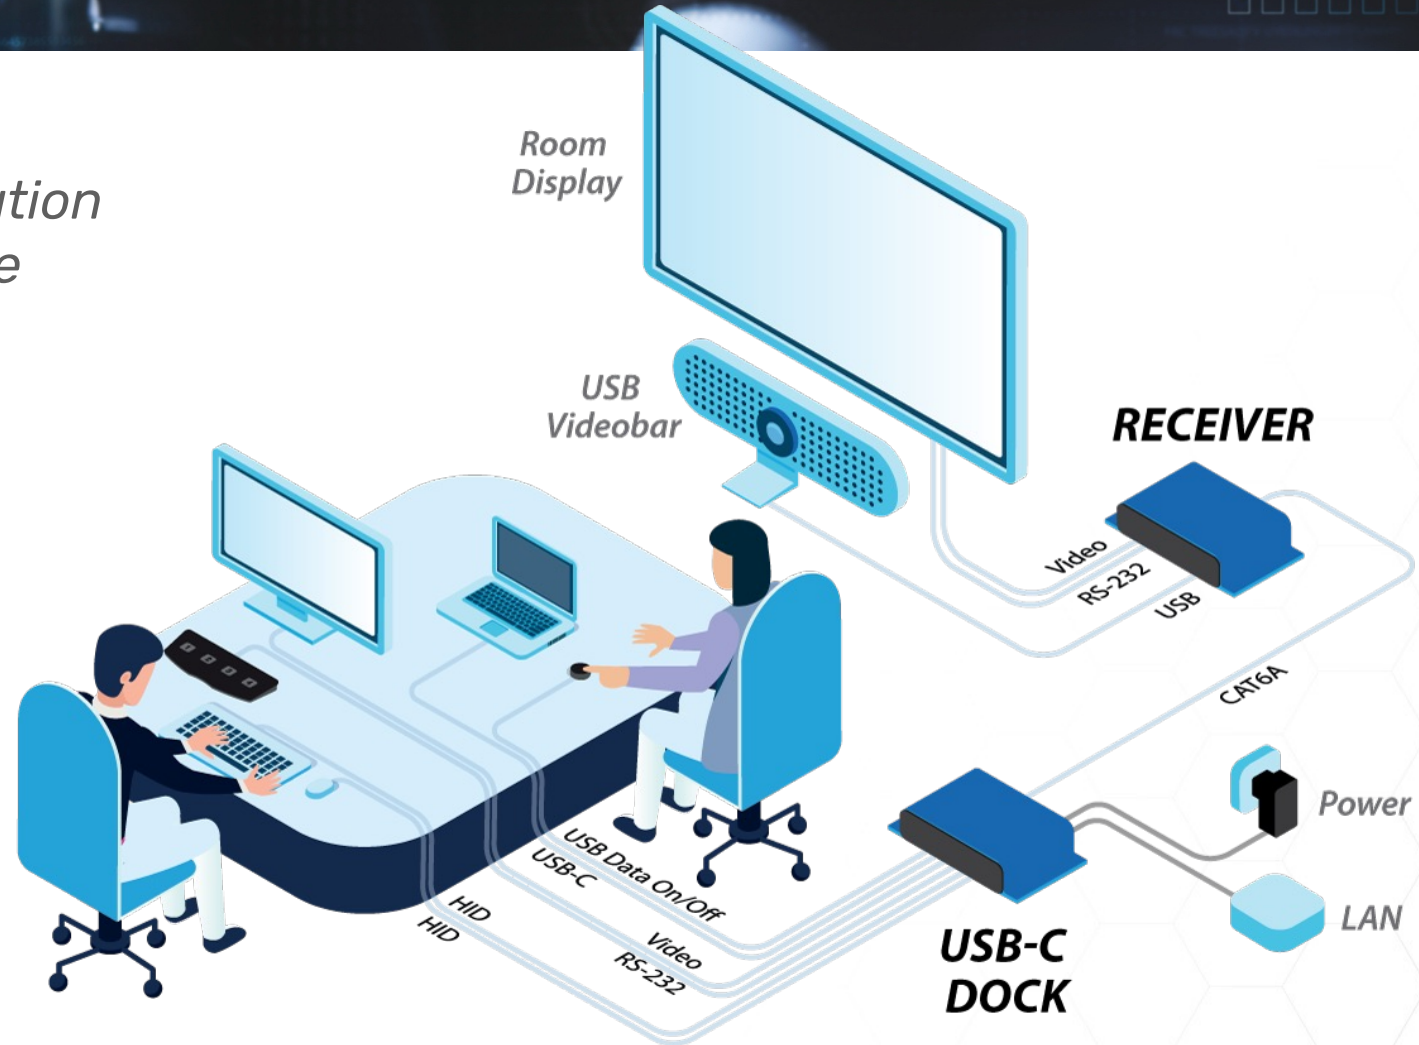 Room
Display
USB
Videobar
RECEIVER
Video
RS-232
USB
CAT6A
Power
LAN
USB-C
DOCK
USB Data On/Off
USB-C
HID
HID
Video
RS-232